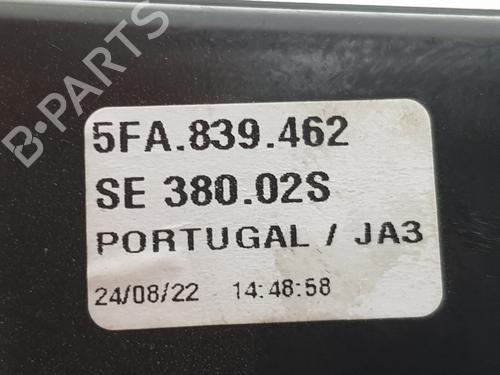 5FA.839.462
SE 380.02S
PORTUGAL / JA3
24/08/22 14:48:58
B-PARTS